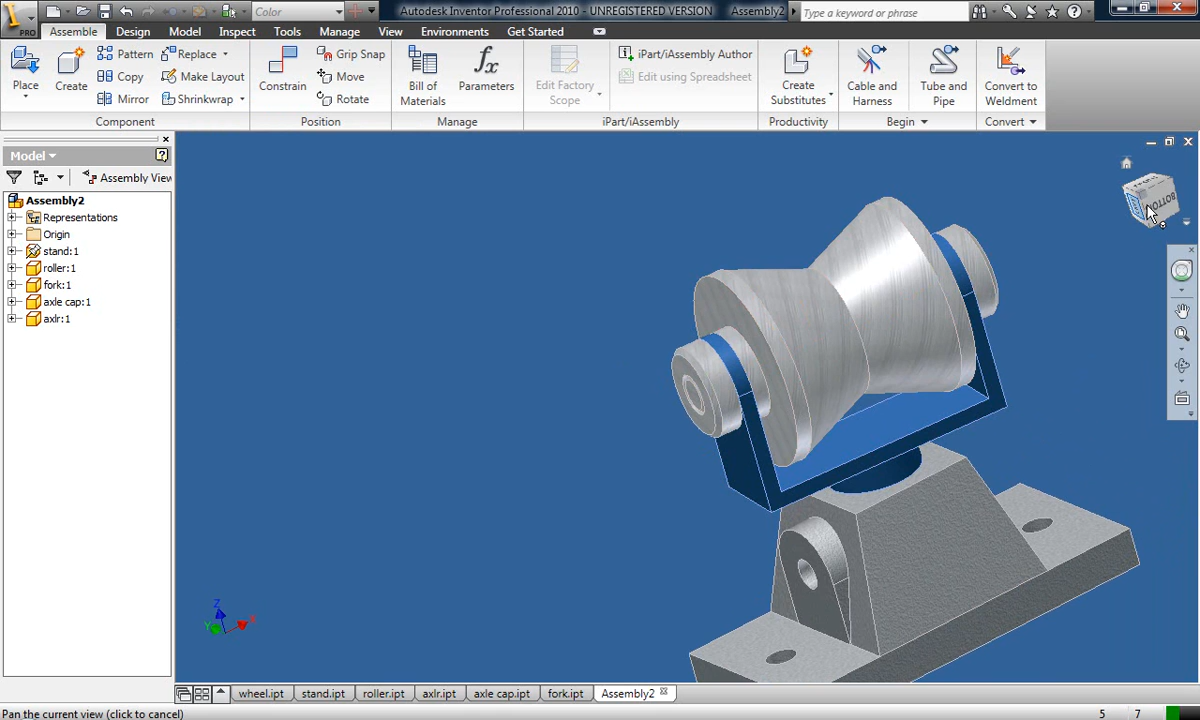 PRO
Color
Autodesk Inventor Professional 2010 - UNREGISTERED VERSION Assembly2
Type a keyword or phrase
Assemble Design Model Inspect Tools Manage View Environments Get Started
Place
Create
Pattern
Copy
Mirror
Replace
Make Layout
Shrinkwrap
Component
Constrain
Grip Snap
Move
Rotate
Position
Bill of
Materials
Parameters
Manage
Edit Factory
Scope
iPart/iAssembly Author
Edit using Spreadsheet
iPart/iAssembly
Create
Substitutes
Productivity
Cable and
Harness
Tube and
Pipe
Begin
Convert to
Weldment
Convert
Model
Assembly View
Assembly2
Representations
Origin
stand:1
roller:1
fork:1
axle cap:1
axlr:1
BOTTOM
Z
Y
X
wheel.ipt stand.ipt roller.ipt axlr.ipt axle cap.ipt fork.ipt Assembly2
Pan the current view (click to cancel) 5 7